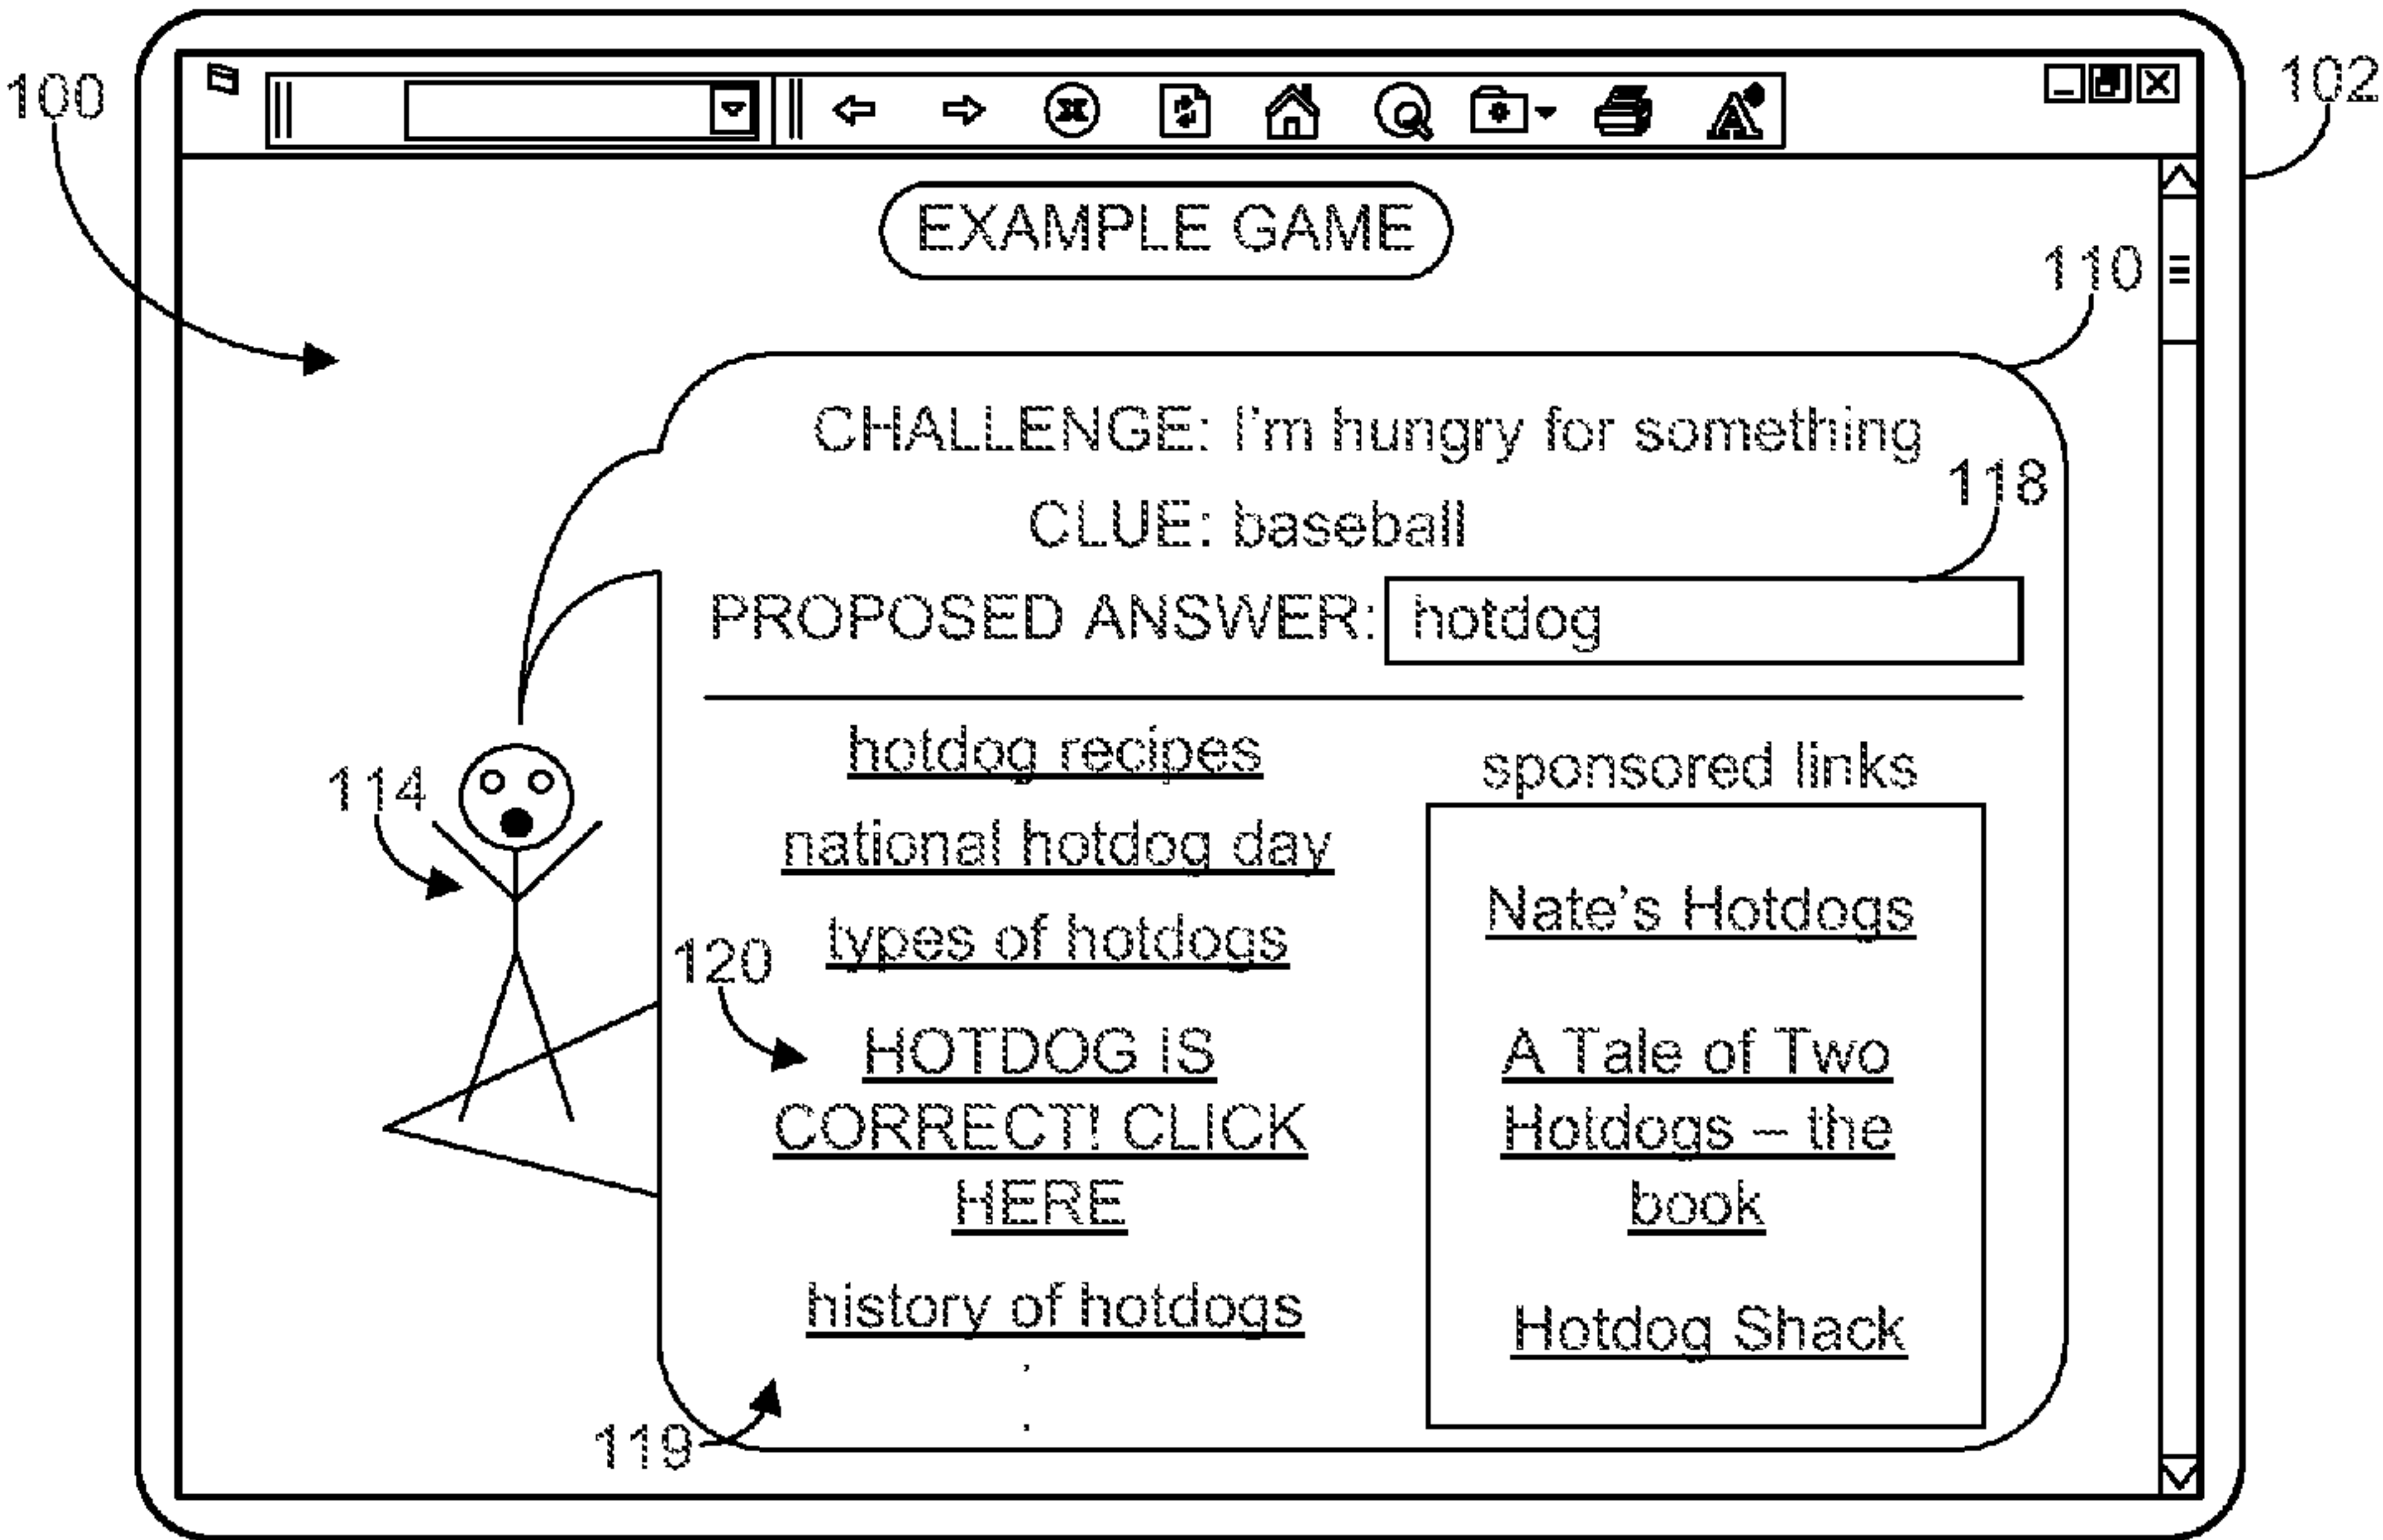 100
102
EXAMPLE GAME
110
CHALLENGE: I'm hungry for something
118
CLUE: baseball
PROPOSED ANSWER: hotdog
hotdog recipes
national hotdog day
types of hotdogs
HOTDOG IS
CORRECT! CLICK
HERE
history of hotdogs
sponsored links
Nate's Hotdogs
A Tale of Two
Hotdogs – the
book
Hotdog Shack
114
120
119